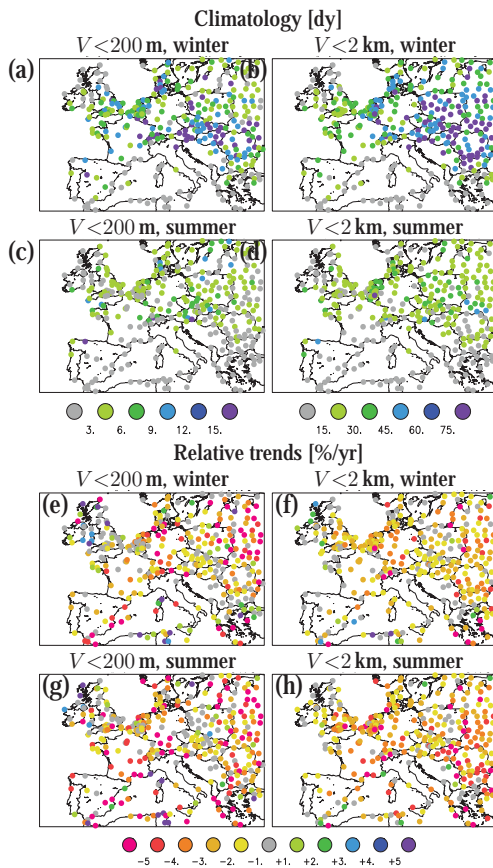 Climatology [dy]
V<200 m, winter V<2 km, winter
(a) (b)
V<200 m, summer V<2 km, summer
(c) (d)
3. 6. 9. 12. 15. 15. 30. 45. 60. 75.
Relative trends [%/yr]
V<200 m, winter V<2 km, winter
(e) (f)
V<200 m, summer V<2 km, summer
(g) (h)
−5 −4. −3. −2. −1. +1. +2. +3. +4. +5